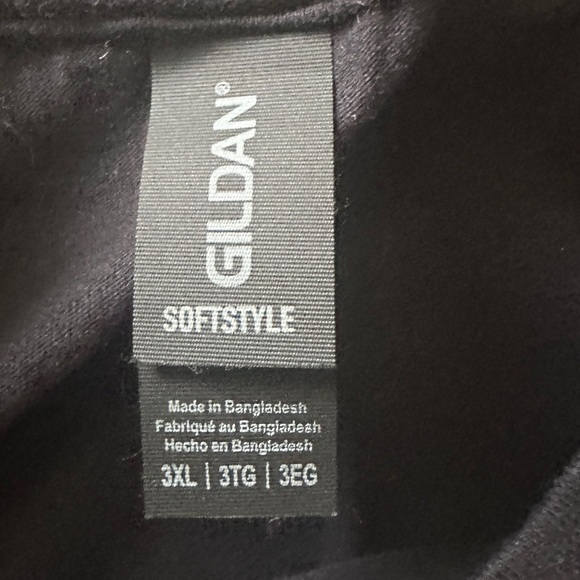 GILDAN®
SOFTSTYLE
Made in Bangladesh
Fabriqué au Bangladesh
Hecho en Bangladesh
3XL | 3TG | 3EG